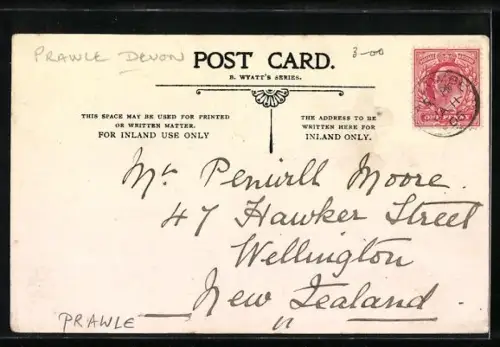 PRAWLE DEVON
3-00
POST CARD.
B. WYATT'S SERIES.
THIS SPACE MAY BE USED FOR PRINTED
OR WRITTEN MATTER.
FOR INLAND USE ONLY
THE ADDRESS TO BE
WRITTEN HERE FOR
INLAND ONLY.
ONE PENNY
Mr Penwill Moore.
47 Hawker Street
Wellington
New Zealand
PRAWLE